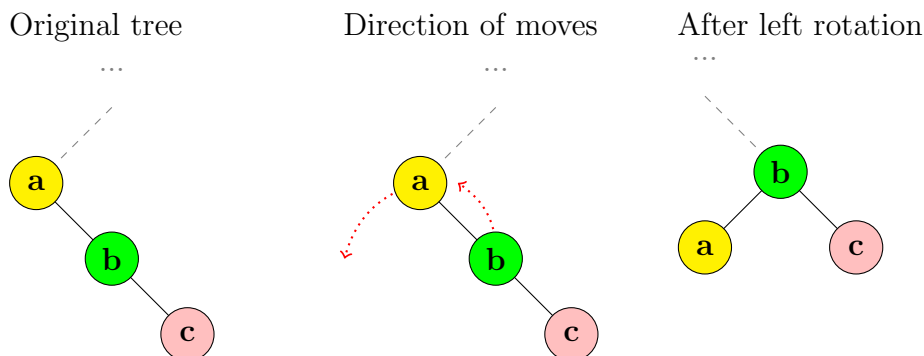 Original tree
...
a
b
c
Direction of moves
...
a
b
c
After left rotation
...
b
a
c